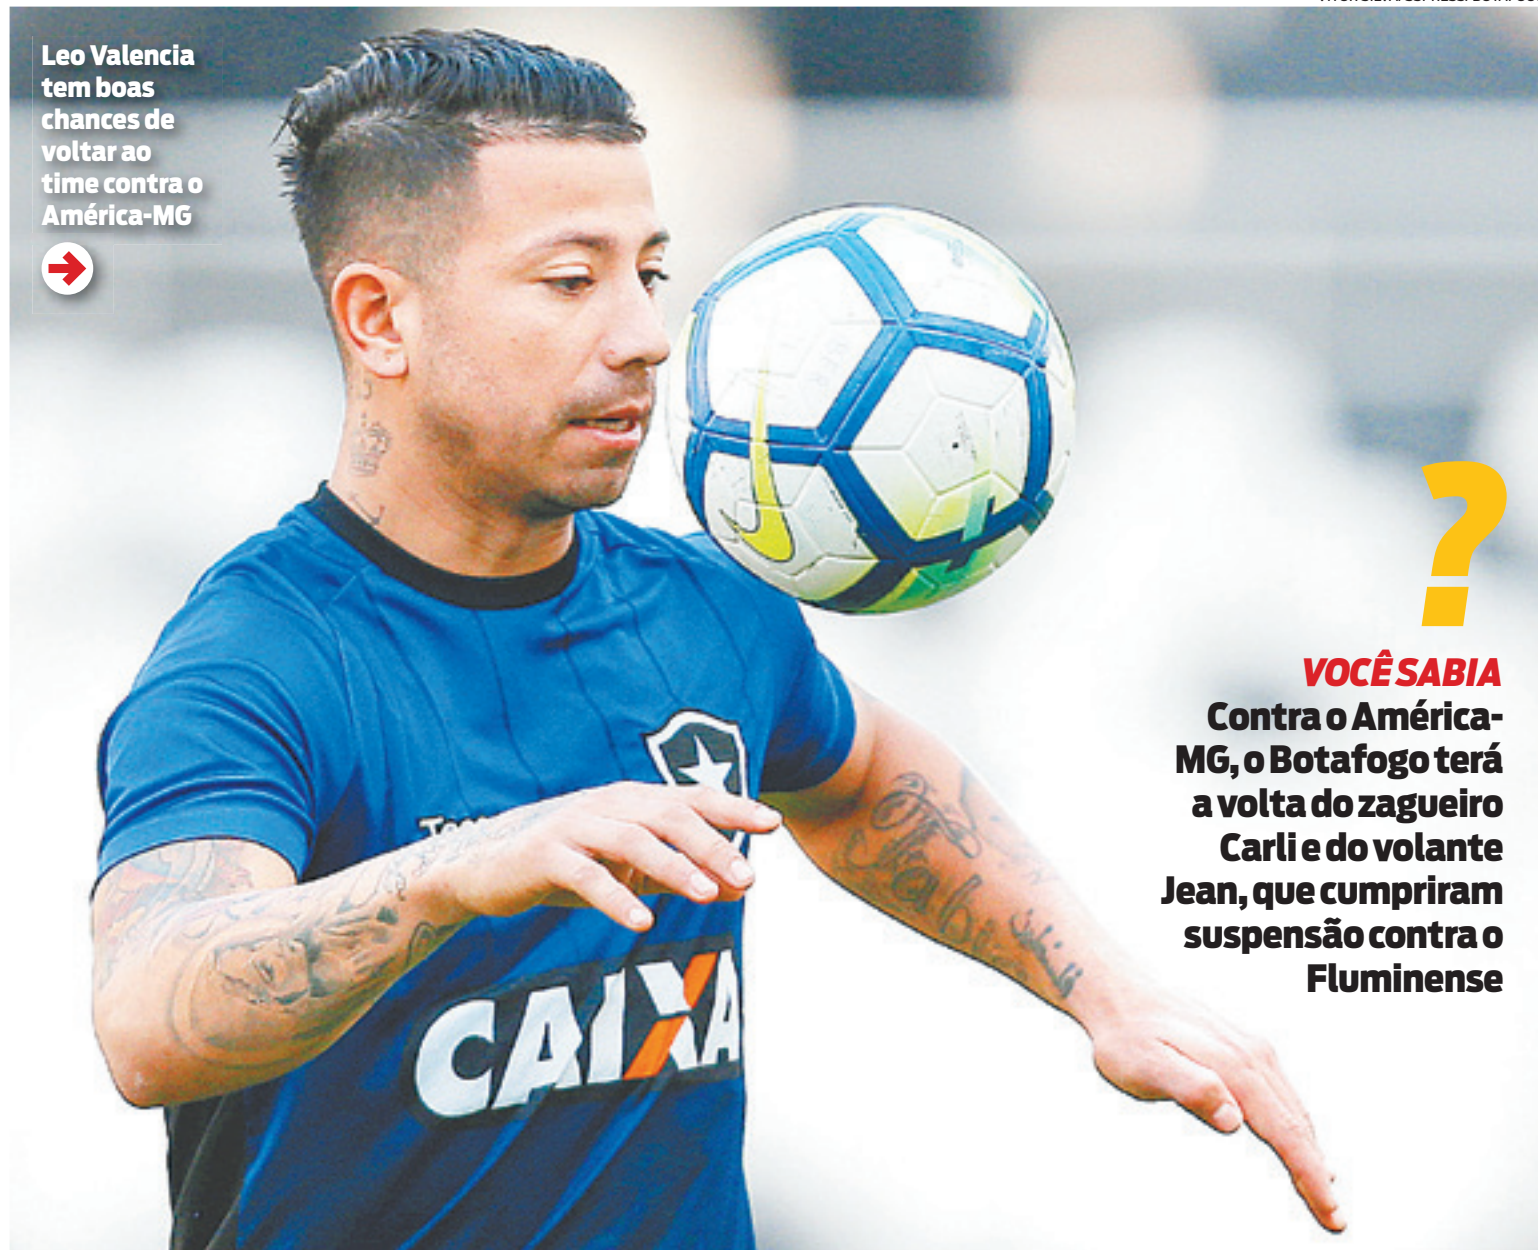 Leo Valencia
tem boas
chances de
voltar ao
time contra o
América-MG
?
VOCÊ SABIA
Contra o América-
MG, o Botafogo terá
a volta do zagueiro
Carli e do volante
Jean, que cumpriram
suspensão contra o
Fluminense
CAIXA